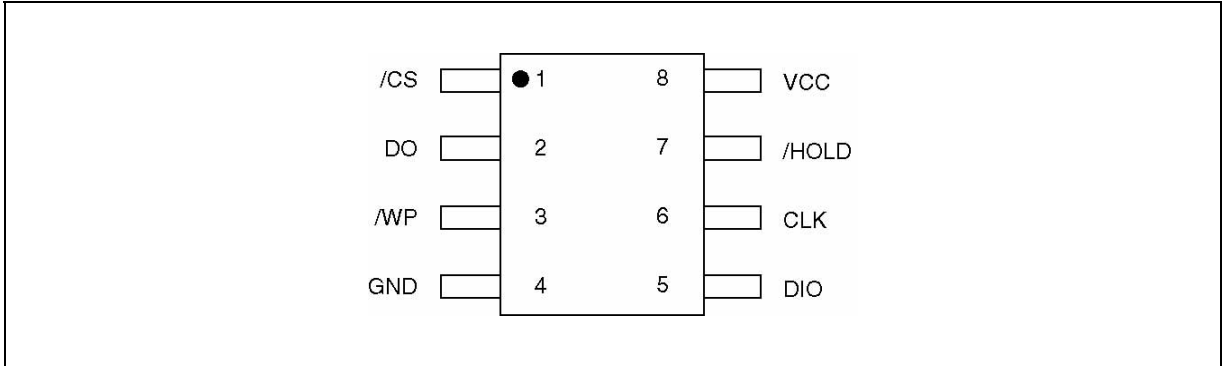 /CS 1 8 VCC
DO 2 7 /HOLD
/WP 3 6 CLK
GND 4 5 DIO